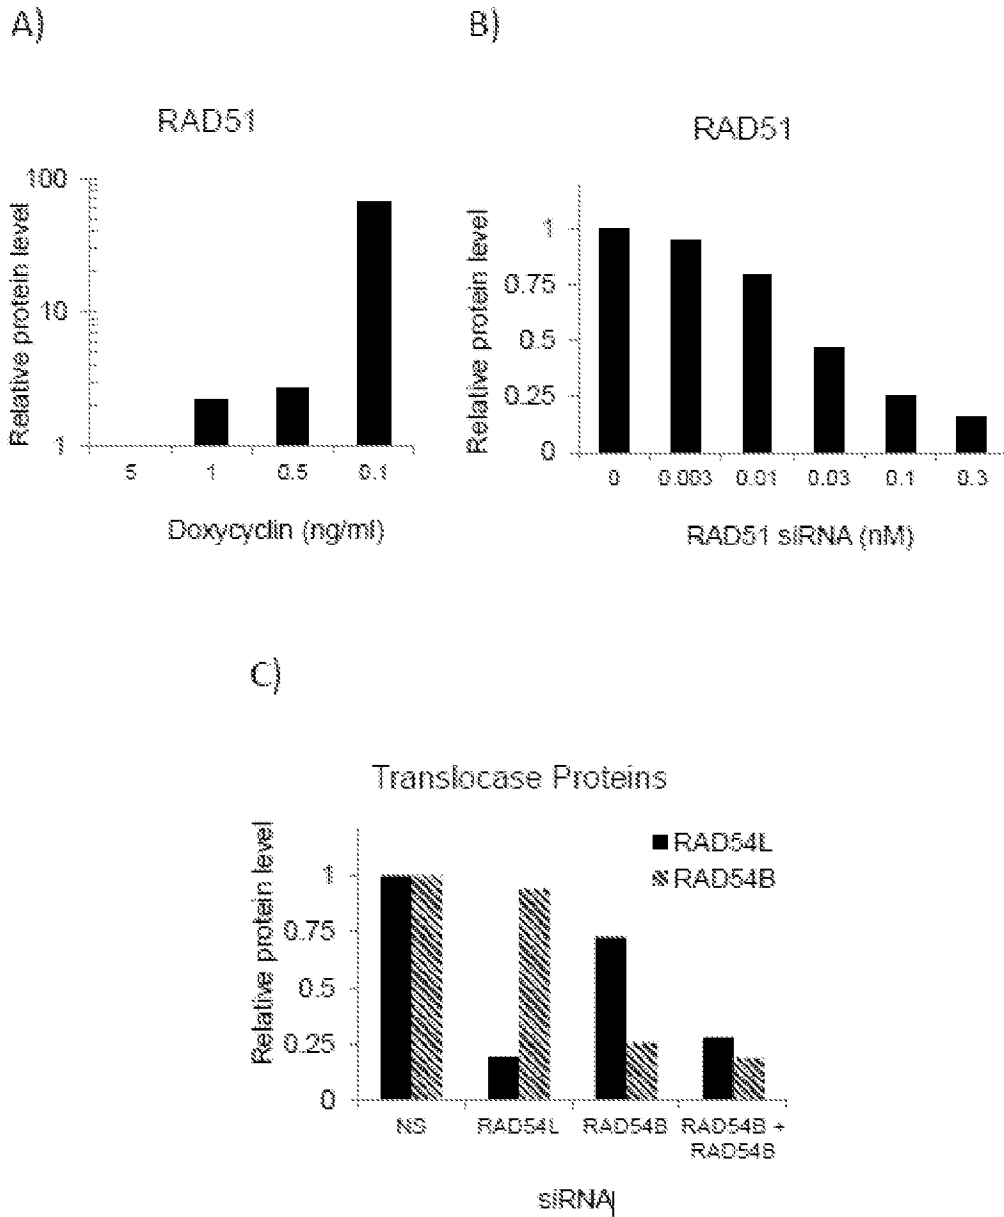 A)
RAD51
Relative protein level
100
10
1
5 1 0.5 0.1
Doxycyclin (ng/ml)
B)
RAD51
Relative protein level
1
0.75
0.5
0.25
0
0 0.003 0.01 0.03 0.1 0.3
RAD51 siRNA (nM)
C)
Translocase Proteins
RAD54L
RAD54B
Relative protein level
1
0.75
0.5
0.25
0
NS RAD54L RAD54B RAD54B +
RAD54B
siRNA